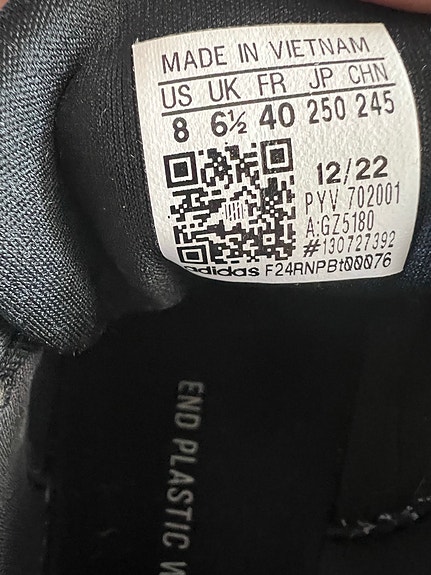 MADE IN VIETNAM
US UK FR JP CHN
8 6½ 40 250 245
12/22
PYV 702001
A:GZ5180
#130727392
adidas F24RNPBt00076
END PLASTIC